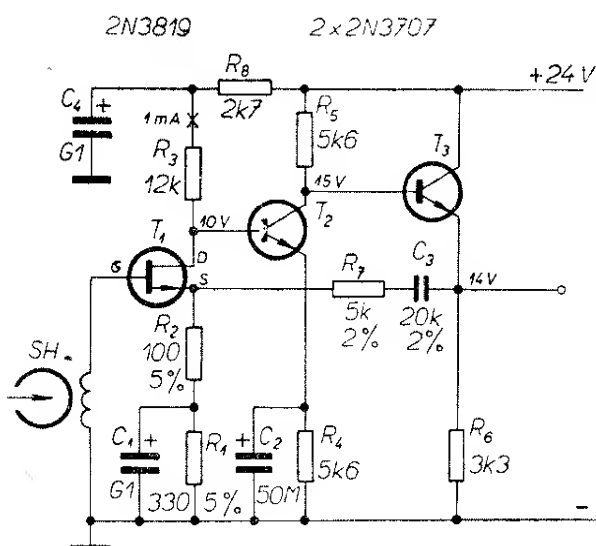 2N3819
2x2N3707
+24V
R8
2k7
C4
+
G1
1mA
R3
12k
R5
5k6
T3
15V
T1
10V
T2
D
G
S
R7
5k
2%
C3
20k
2%
14V
SH
R2
100
5%
C1
+
G1
R1
330
5%
+
C2
50M
R4
5k6
R6
3k3
-